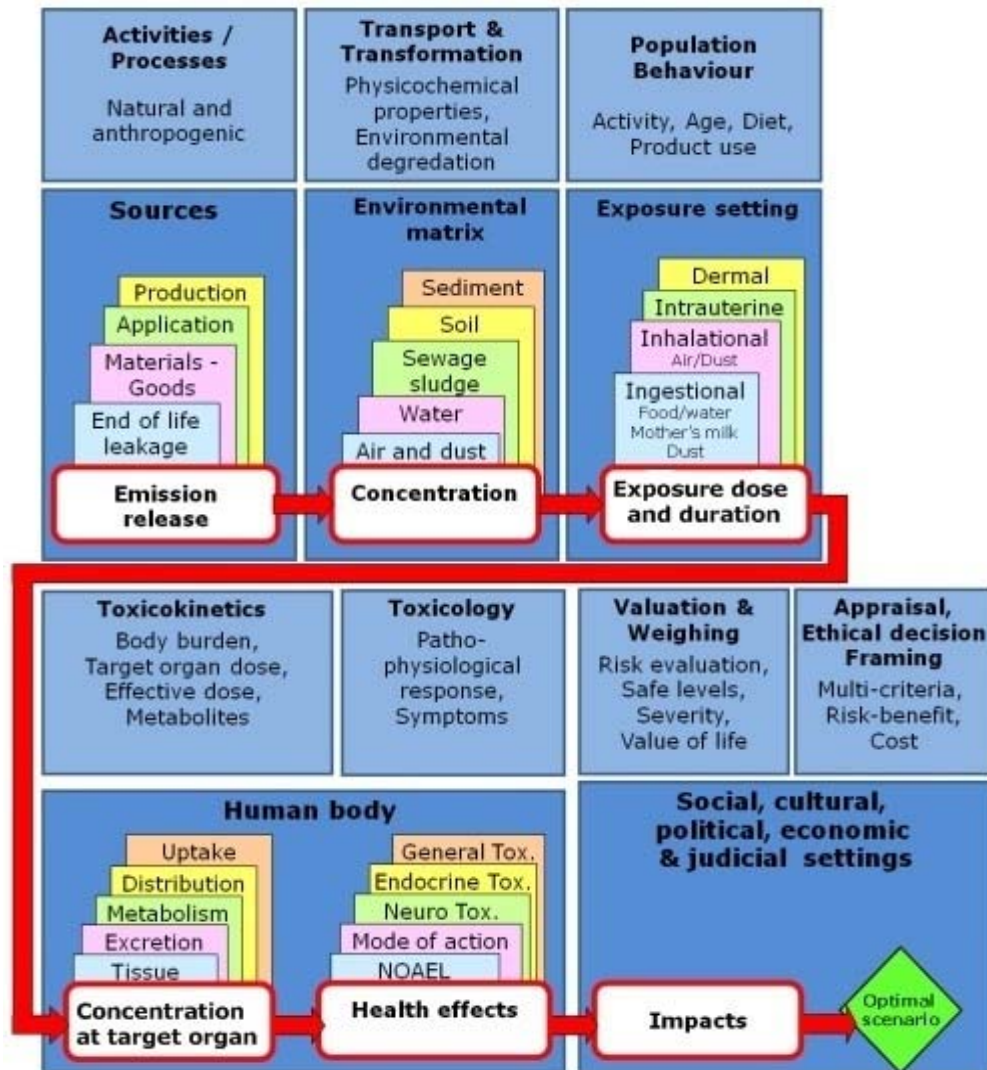 Activities /
Processes
Natural and
anthropogenic
Transport &
Transformation
Physicochemical
properties,
Environmental
degredation
Population
Behaviour
Activity, Age, Diet,
Product use
Sources
Production
Application
Materials -
Goods
End of life
leakage
Emission
release
Environmental
matrix
Sediment
Soil
Sewage
sludge
Water
Air and dust
Concentration
Exposure setting
Dermal
Intrauterine
Inhalational
Air/Dust
Ingestional
Food/water
Mother's milk
Dust
Exposure dose
and duration
Toxicokinetics
Body burden,
Target organ dose,
Effective dose,
Metabolites
Toxicology
Patho-
physiological
response,
Symptoms
Valuation &
Weighing
Risk evaluation,
Safe levels,
Severity,
Value of life
Appraisal,
Ethical decision
Framing
Multi-criteria,
Risk-benefit,
Cost
Human body
Uptake
Distribution
Metabolism
Excretion
Tissue
Concentration
at target organ
General Tox.
Endocrine Tox.
Neuro Tox.
Mode of action
NOAEL
Health effects
Social, cultural,
political, economic
& judicial settings
Impacts
Optimal
scenario